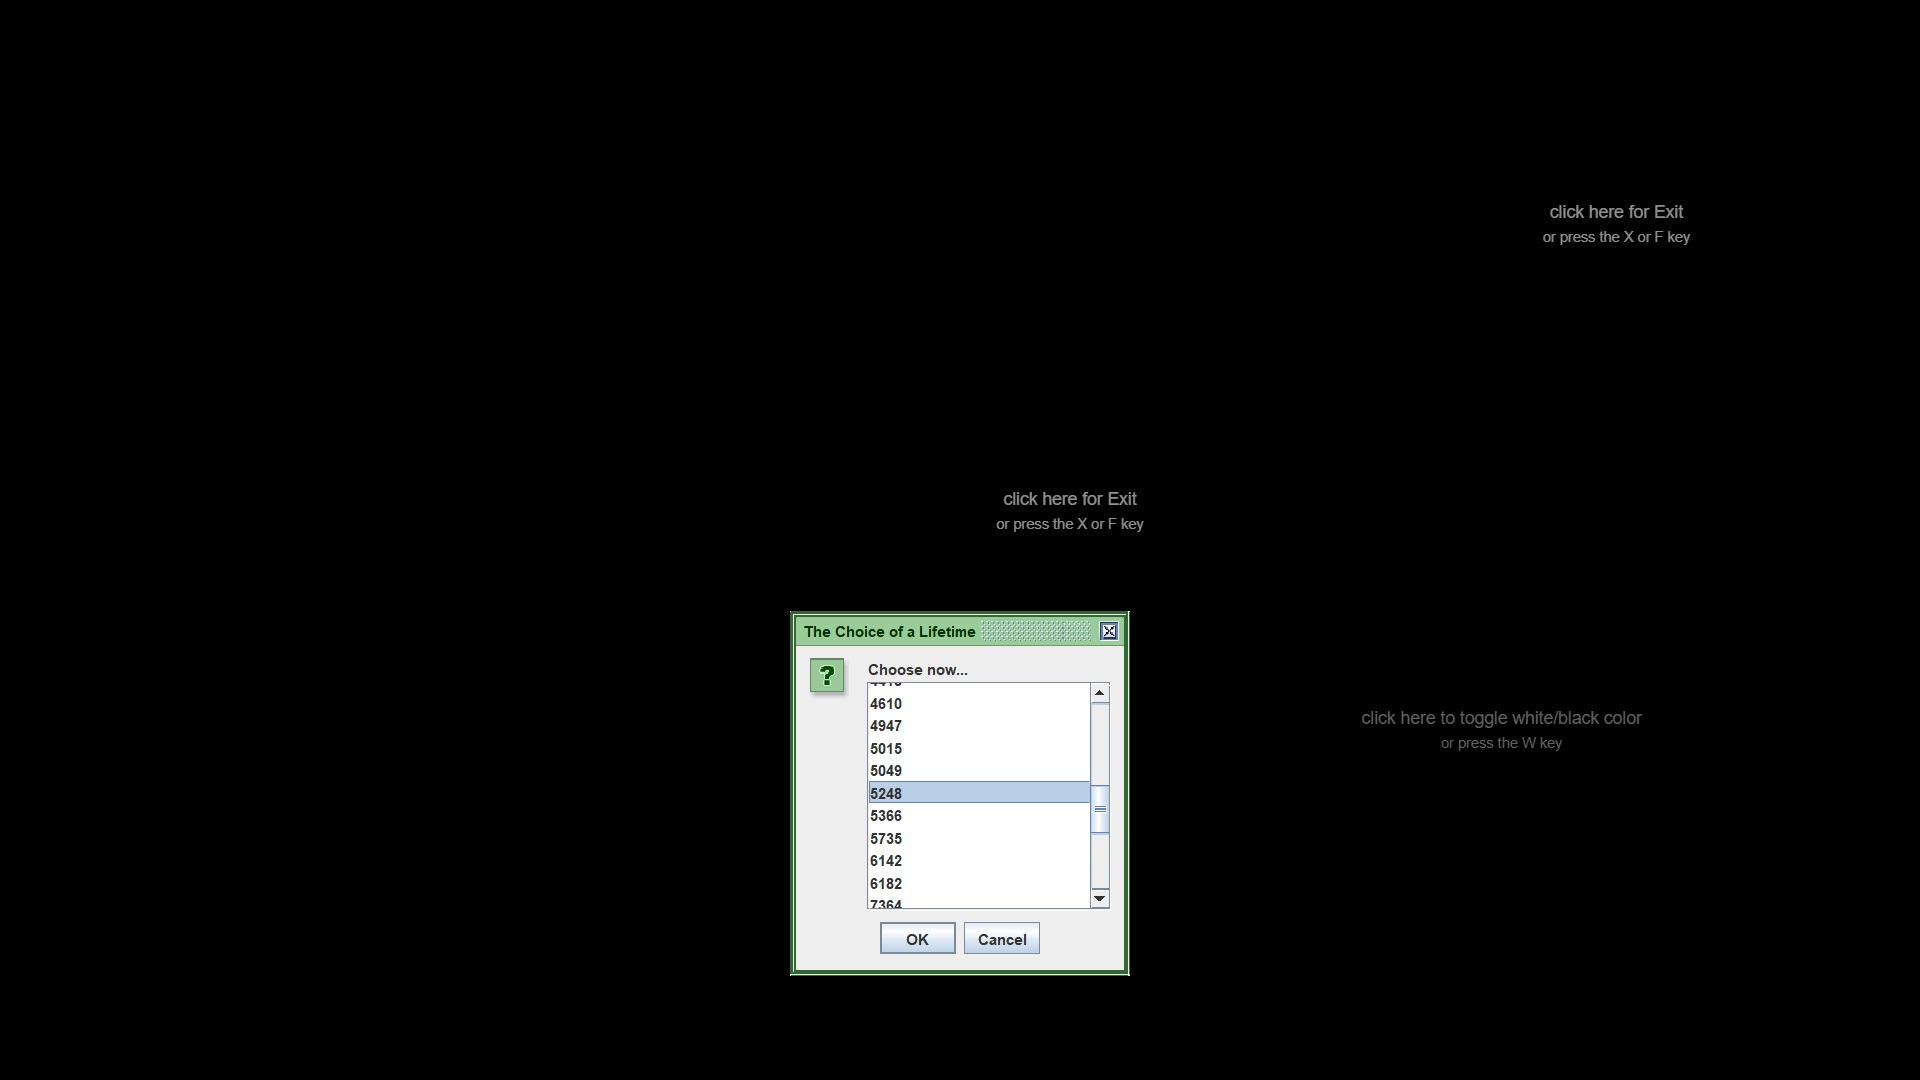 click here for Exit
or press the X or F key
click here for Exit
or press the X or F key
The Choice of a Lifetime
?
Choose now...
4610
4947
5015
5049
5248
5366
5735
6142
6182
7364
OK
Cancel
click here to toggle white/black color
or press the W key